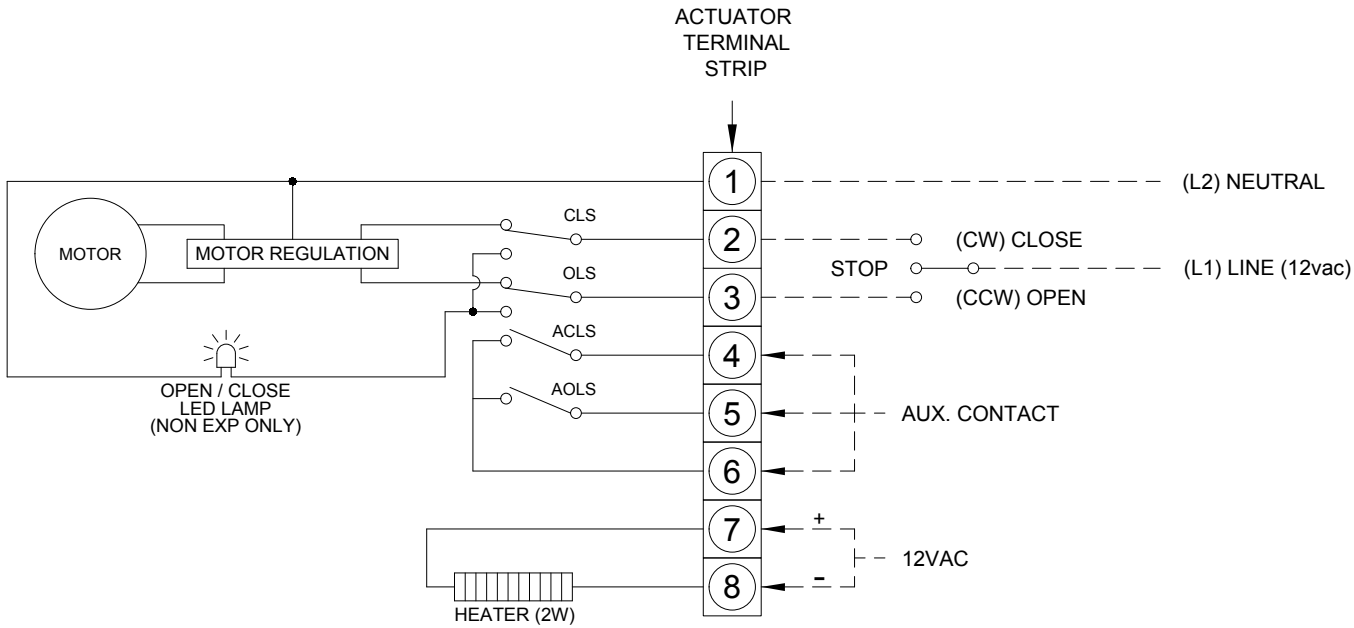 ACTUATOR
TERMINAL
STRIP
1
(L2) NEUTRAL
CLS
2
(CW) CLOSE
MOTOR
MOTOR REGULATION
STOP
(L1) LINE (12vac)
OLS
3
(CCW) OPEN
ACLS
4
OPEN / CLOSE
LED LAMP
(NON EXP ONLY)
AOLS
5
AUX. CONTACT
6
7
+
12VAC
8
-
HEATER (2W)